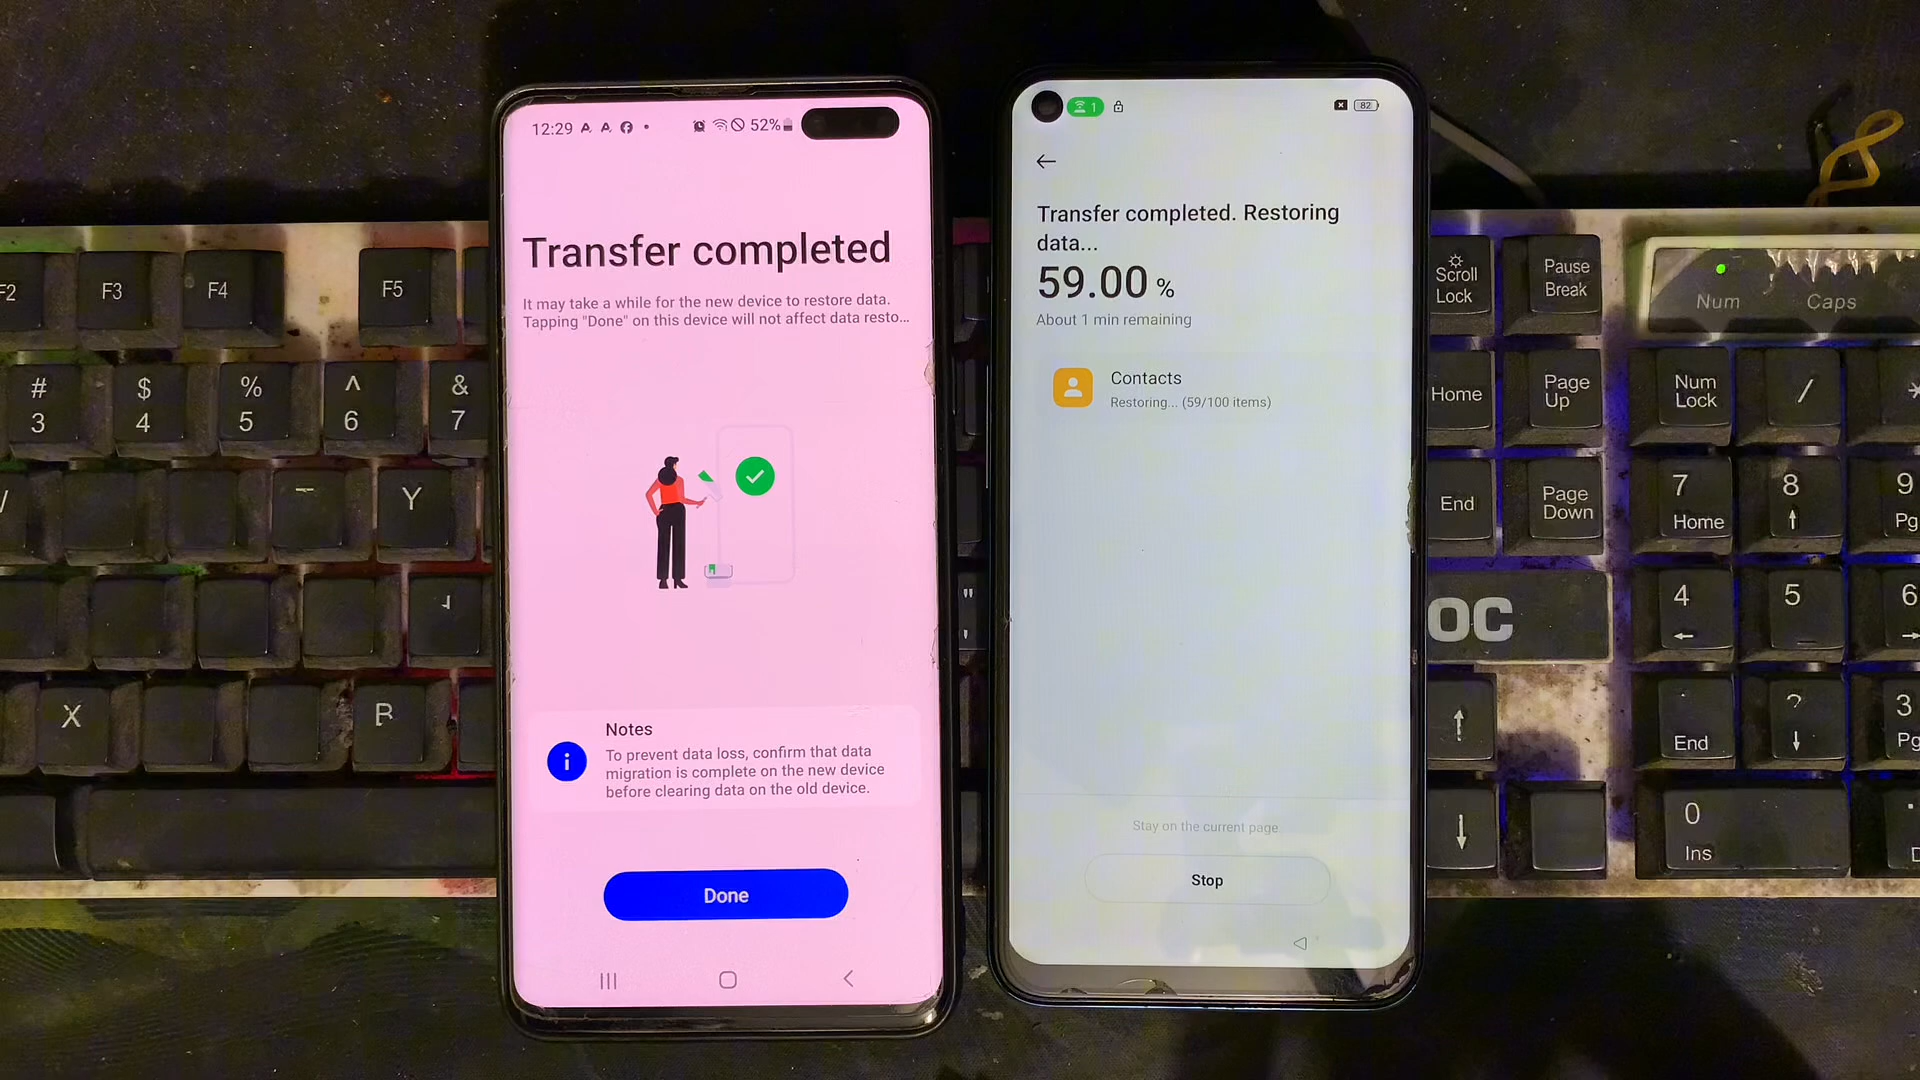 12:29
52%
Transfer completed
It may take a while for the new device to restore data.
Tapping "Done" on this device will not affect data resto...
Notes
To prevent data loss, confirm that data
migration is complete on the new device
before clearing data on the old device.
Done
1
82
Transfer completed. Restoring
data...
59.00 %
About 1 min remaining
Contacts
Restoring... (59/100 items)
Stay on the current page
Stop
F2
F3
F4
F5
#
3
$
4
%
5
^
6
&
7
Y
X
Scroll
Lock
Pause
Break
Num
Caps
Home
Page
Up
End
Page
Down
Num
Lock
/
7
Home
8
↑
9
Pg
4
←
5
6
→
OC
↑
End
?
↓
3
Pg
↓
0
Ins